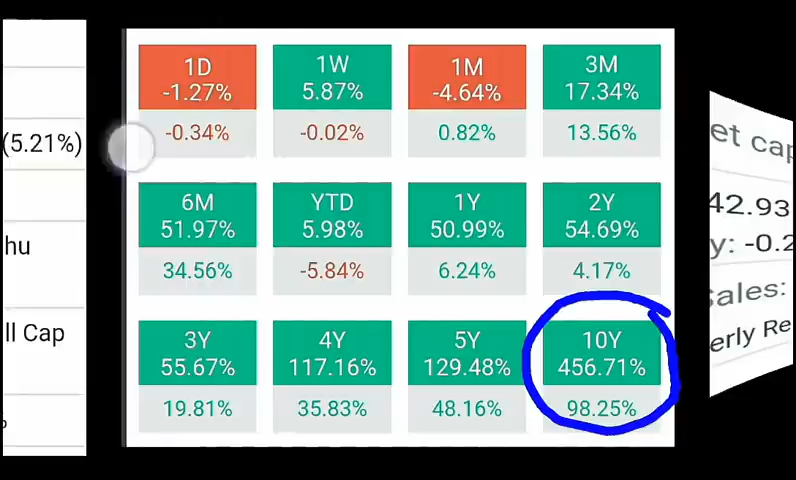 (5.21%)
hu
ll Cap
1D 1W 1M 3M
-1.27% 5.87% -4.64% 17.34%
-0.34% -0.02% 0.82% 13.56%
6M YTD 1Y 2Y
51.97% 5.98% 50.99% 54.69%
34.56% -5.84% 6.24% 4.17%
3Y 4Y 5Y 10Y
55.67% 117.16% 129.48% 456.71%
19.81% 35.83% 48.16% 98.25%
et cap
42.93
y: -0.2
ales:
erly Re